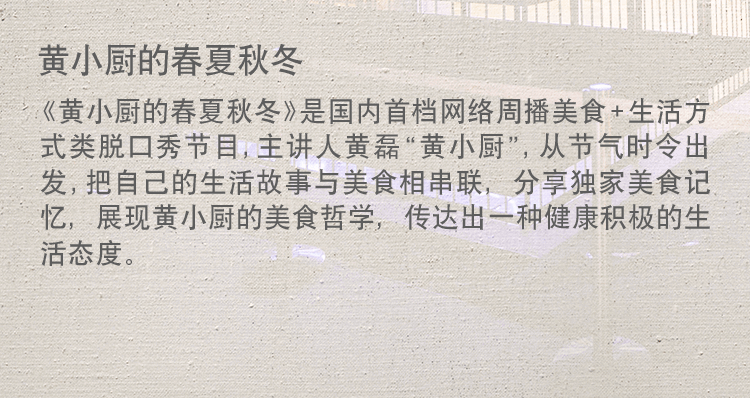 黄小厨的春夏秋冬
《黄小厨的春夏秋冬》是国内首档网络周播美食+生活方
式类脱口秀节目,主讲人黄磊“黄小厨”,从节气时令出
发,把自己的生活故事与美食相串联, 分享独家美食记
忆, 展现黄小厨的美食哲学, 传达出一种健康积极的生
活态度。